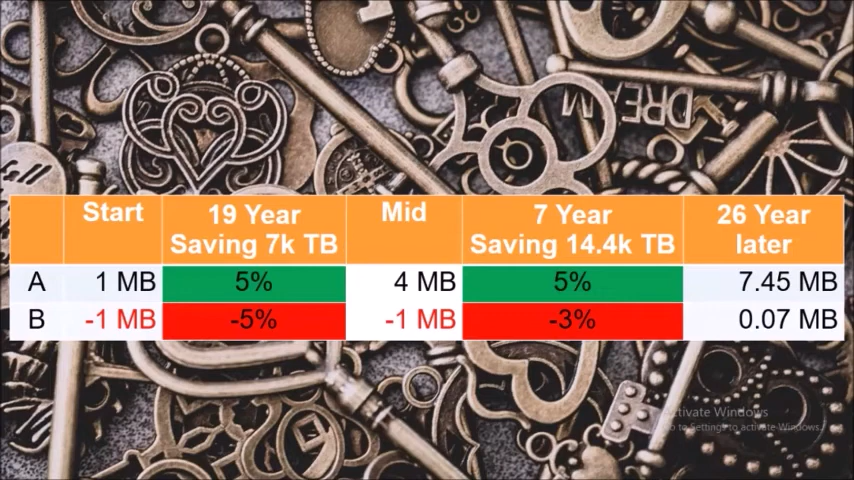 DREAM
Start
19 Year
Saving 7k TB
Mid
7 Year
Saving 14.4k TB
26 Year
later
A 1 MB 5% 4 MB 5% 7.45 MB
B -1 MB -5% -1 MB -3% 0.07 MB
Activate Windows
Go to Settings to activate Windows.